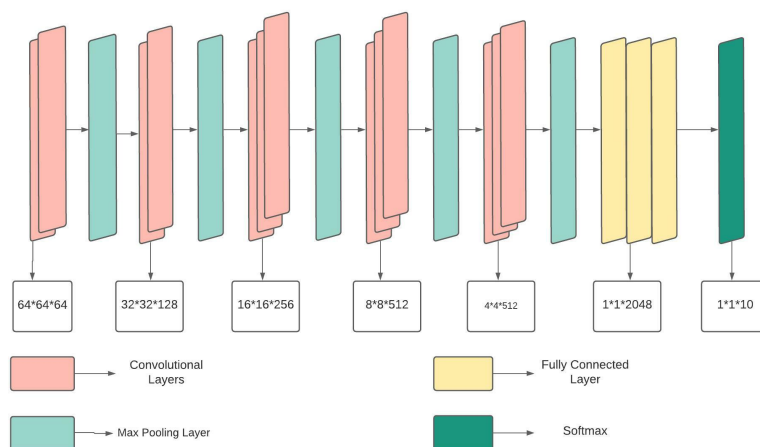 64*64*64
32*32*128
16*16*256
8*8*512
4*4*512
1*1*2048
1*1*10
Convolutional
Layers
Fully Connected
Layer
Max Pooling Layer
Softmax